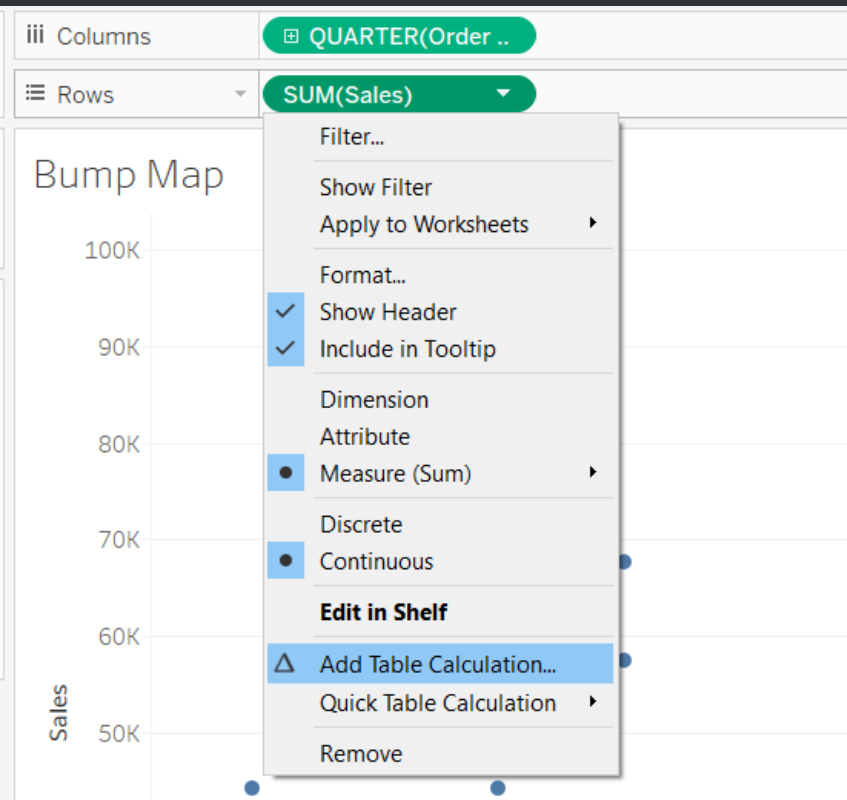 Columns
QUARTER(Order ..
Rows
SUM(Sales)
Bump Map
Filter...
Show Filter
Apply to Worksheets
Format...
Show Header
Include in Tooltip
Dimension
Attribute
Measure (Sum)
Discrete
Continuous
Edit in Shelf
Add Table Calculation...
Quick Table Calculation
Remove
100K
90K
80K
70K
60K
50K
Sales